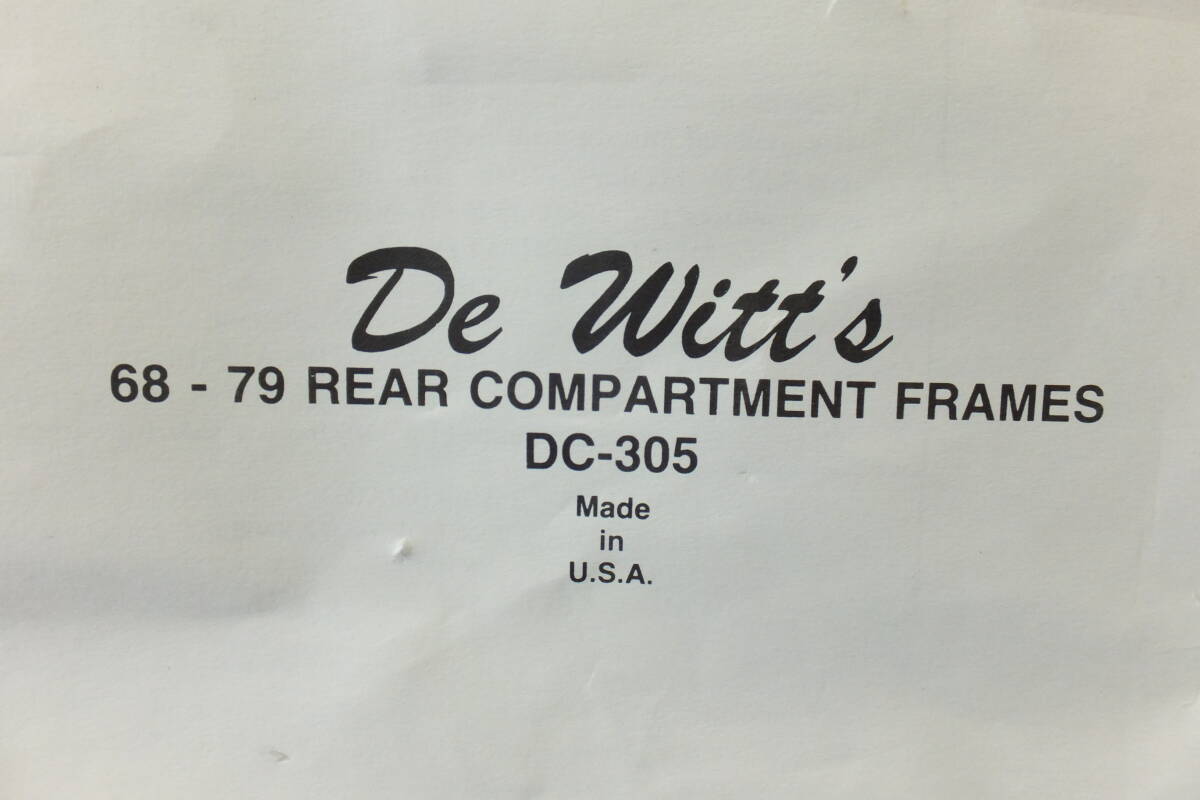 De Witt's
68 - 79 REAR COMPARTMENT FRAMES
DC-305
Made
in
U.S.A.